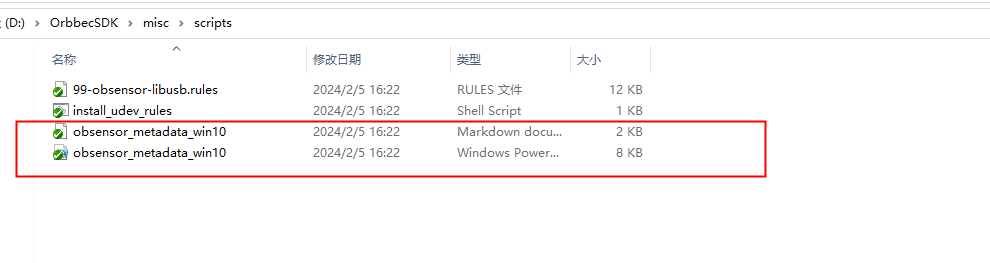 (D:) > OrbbecSDK > misc > scripts
名称 修改日期 类型 大小
99-obsensor-libusb.rules 2024/2/5 16:22 RULES 文件 12 KB
install_udev_rules 2024/2/5 16:22 Shell Script 1 KB
obsensor_metadata_win10 2024/2/5 16:22 Markdown docu... 2 KB
obsensor_metadata_win10 2024/2/5 16:22 Windows Power... 8 KB